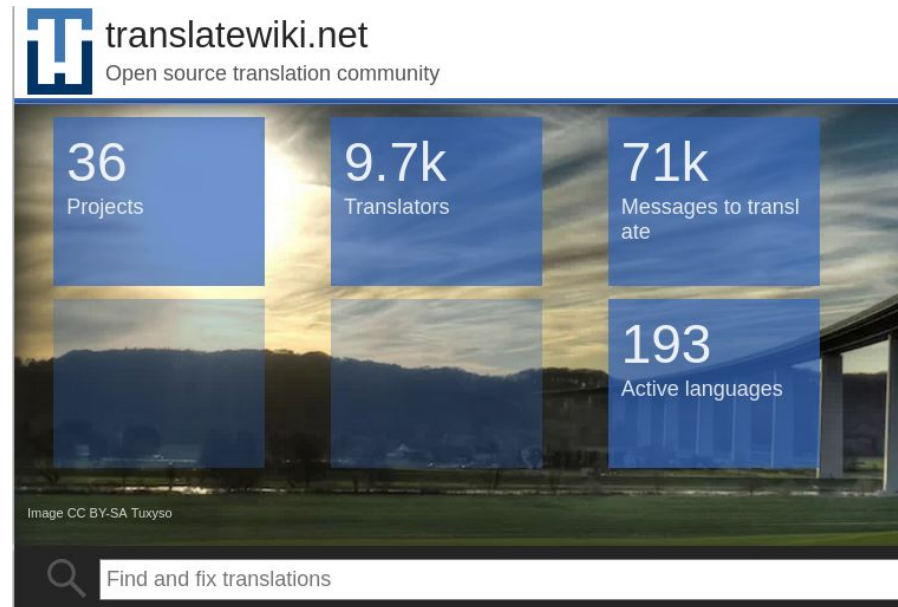 translatewiki.net
Open source translation community
36
Projects
9.7k
Translators
71k
Messages to transl
ate
193
Active languages
Image CC BY-SA Tuxyso
Find and fix translations